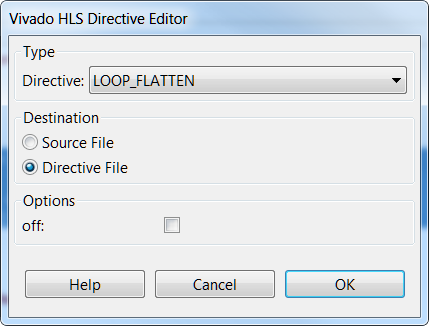 Vivado HLS Directive Editor
Type
Directive: LOOP_FLATTEN
Destination
Source File
Directive File
Options
off:
Help Cancel OK